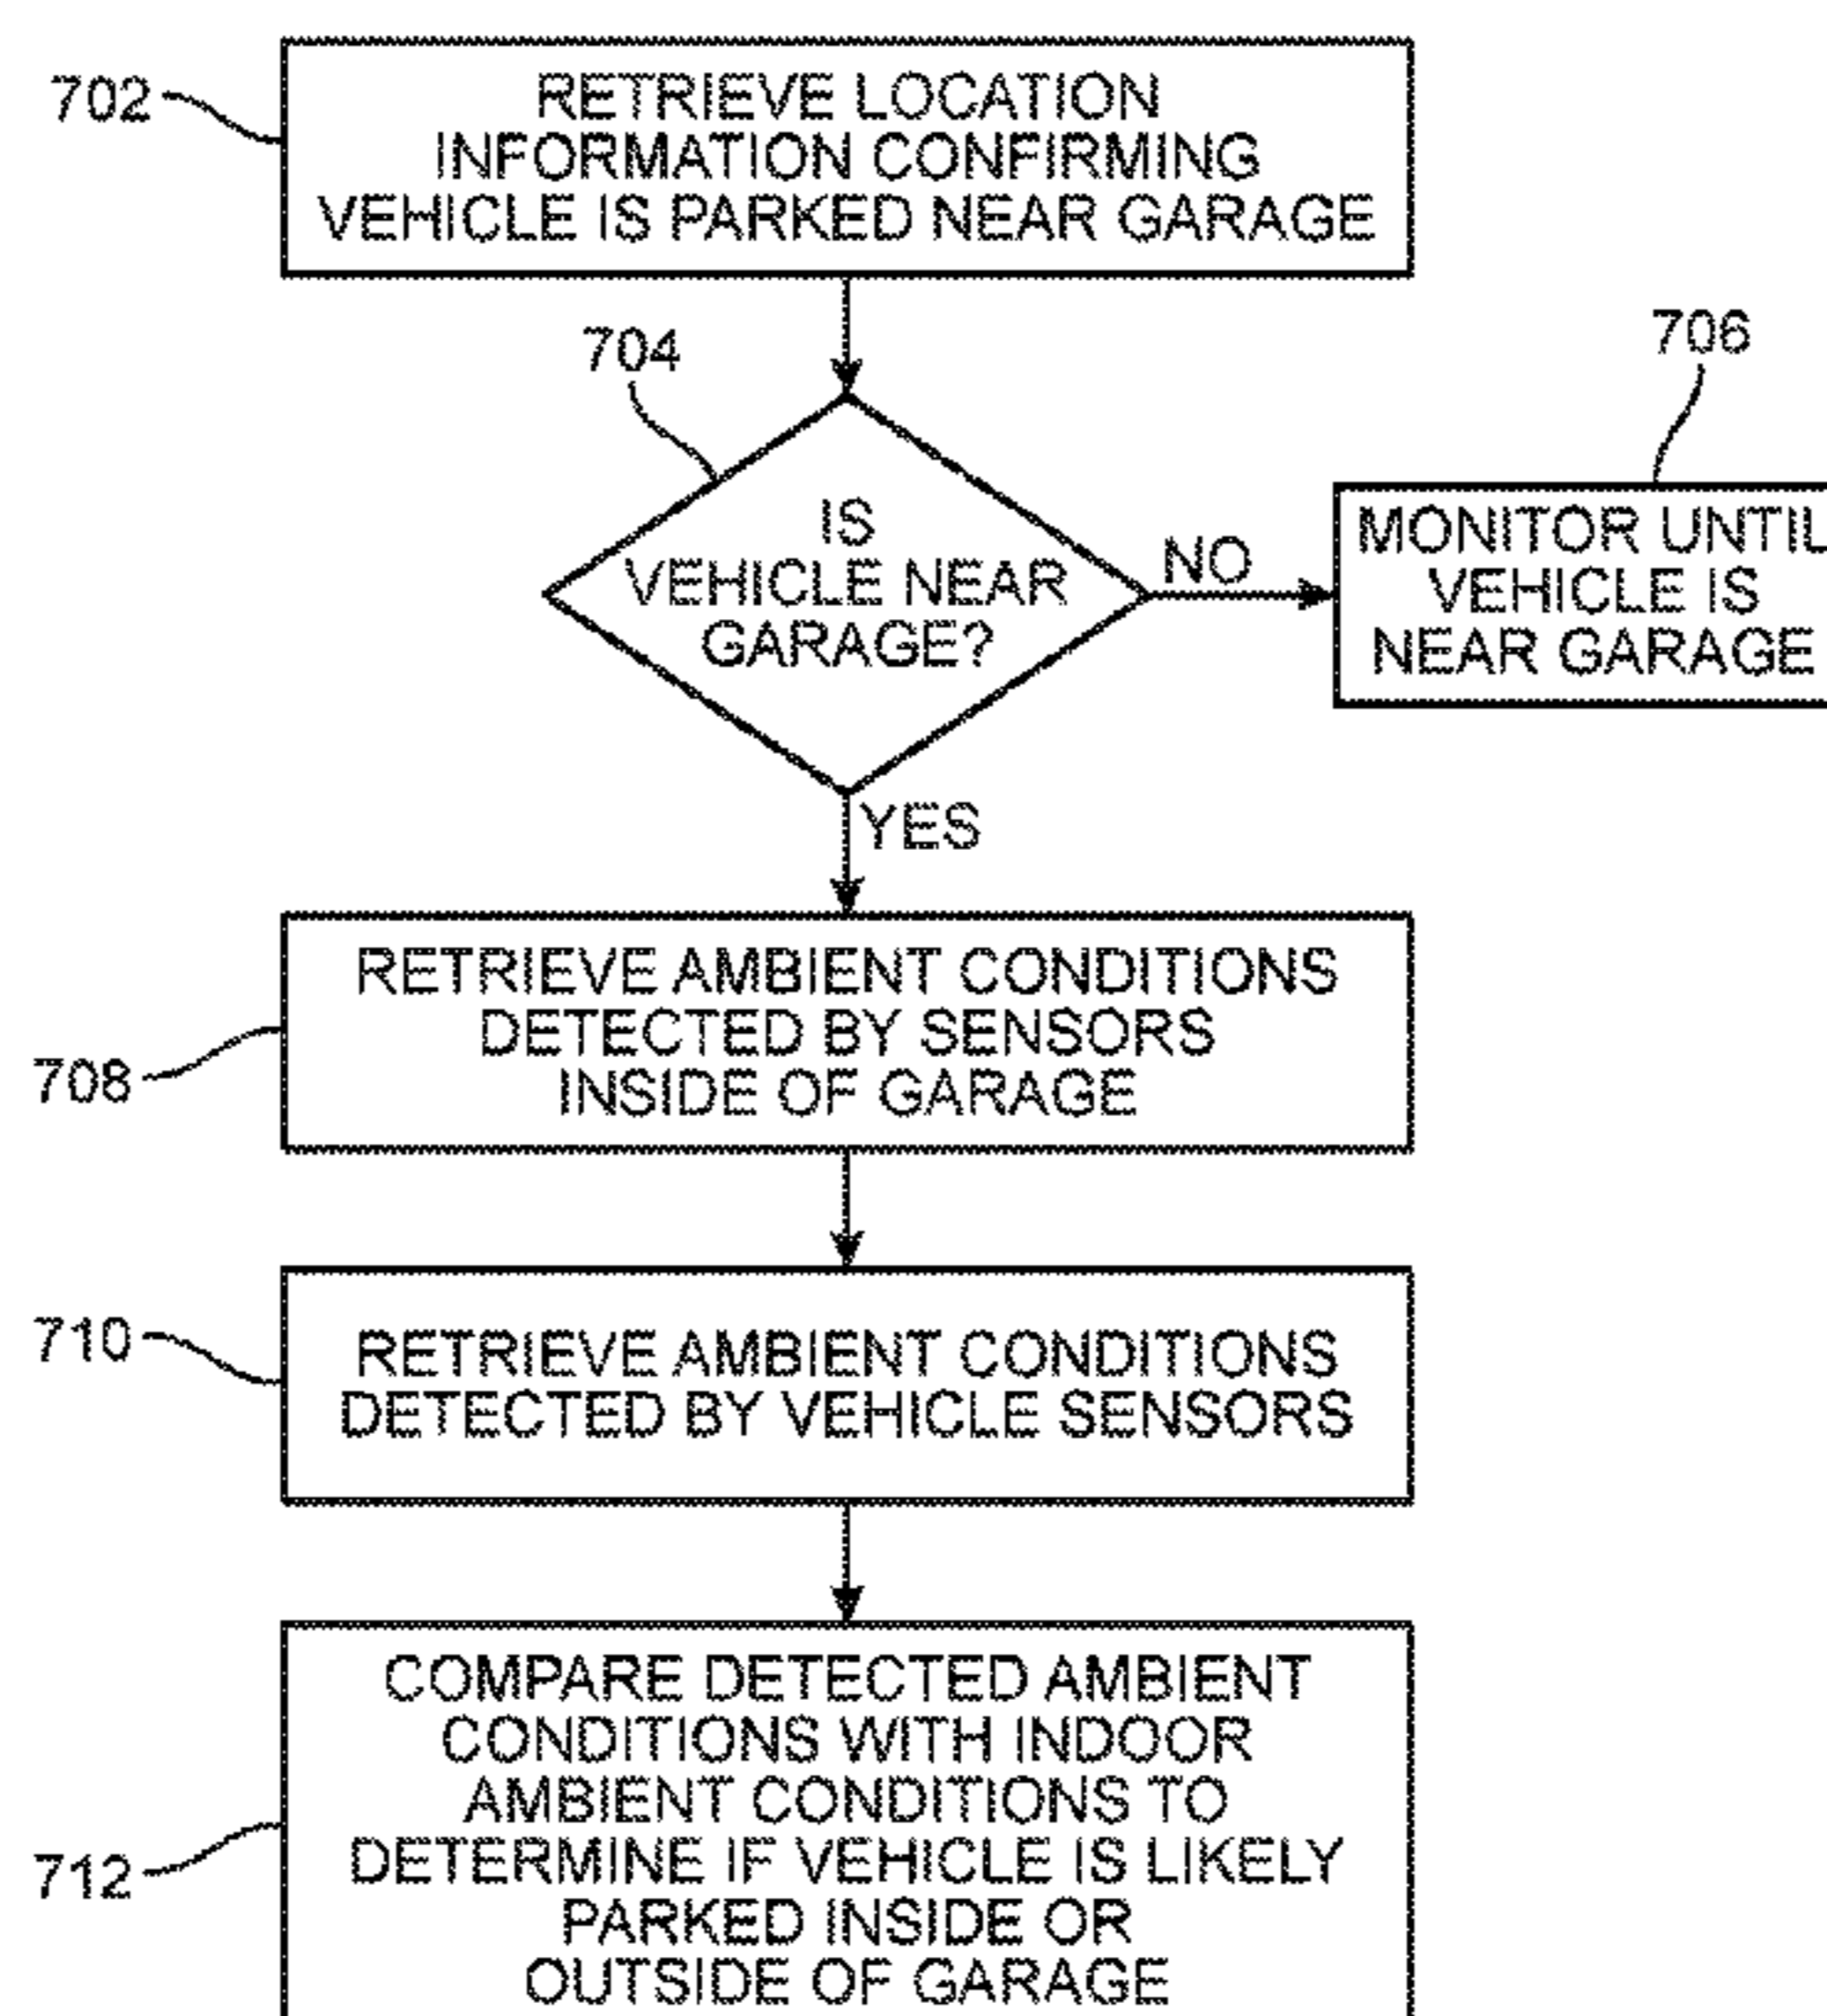 702
RETRIEVE LOCATION
INFORMATION CONFIRMING
VEHICLE IS PARKED NEAR GARAGE
704
706
IS
VEHICLE NEAR
GARAGE?
NO
MONITOR UNTIL
VEHICLE IS
NEAR GARAGE
YES
708
RETRIEVE AMBIENT CONDITIONS
DETECTED BY SENSORS
INSIDE OF GARAGE
710
RETRIEVE AMBIENT CONDITIONS
DETECTED BY VEHICLE SENSORS
712
COMPARE DETECTED AMBIENT
CONDITIONS WITH INDOOR
AMBIENT CONDITIONS TO
DETERMINE IF VEHICLE IS LIKELY
PARKED INSIDE OR
OUTSIDE OF GARAGE